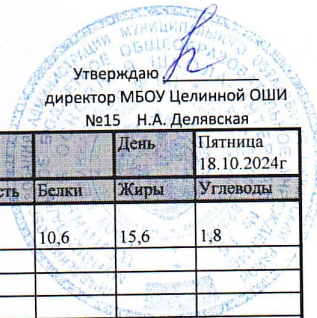 Утверждаю
директор МБОУ Целинной ОШИ
№15 Н.А. Делявская
День Пятница
18.10.2024г
сть Белки Жиры Углеводы
10,6 15,6 1,8